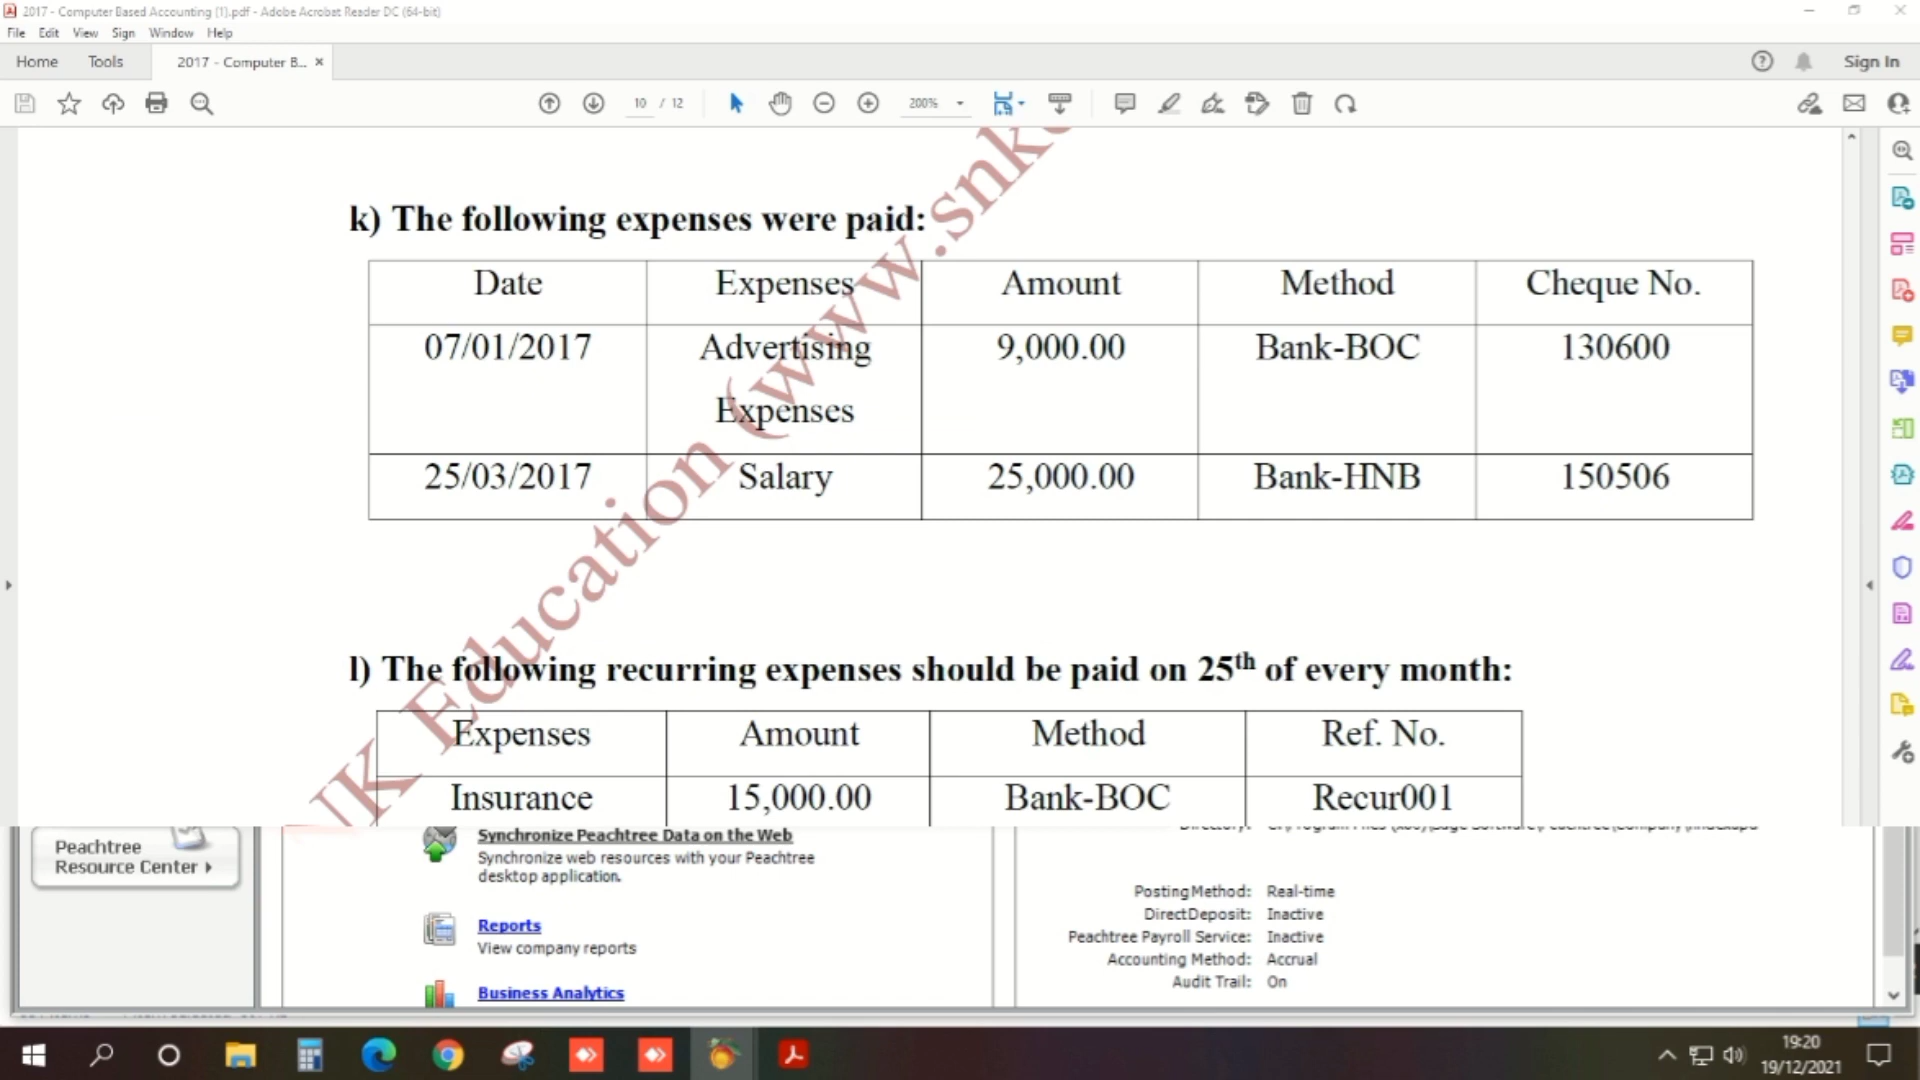 2017 - Computer Based Accounting (1).pdf - Adobe Acrobat Reader DC (64-bit)
File Edit View Sign Window Help
Home Tools 2017 - Computer B... × Sign In
10 / 12 200%
k) The following expenses were paid:
Date Expenses Amount Method Cheque No.
07/01/2017 Advertising Expenses 9,000.00 Bank-BOC 130600
25/03/2017 Salary 25,000.00 Bank-HNB 150506
l) The following recurring expenses should be paid on 25th of every month:
Expenses Amount Method Ref. No.
Insurance 15,000.00 Bank-BOC Recur001
NK Education (www.snk
Peachtree
Resource Center
Synchronize Peachtree Data on the Web
Synchronize web resources with your Peachtree
desktop application.
Reports
View company reports
Business Analytics
Posting Method: Real-time
Direct Deposit: Inactive
Peachtree Payroll Service: Inactive
Accounting Method: Accrual
Audit Trail: On
19:20
19/12/2021